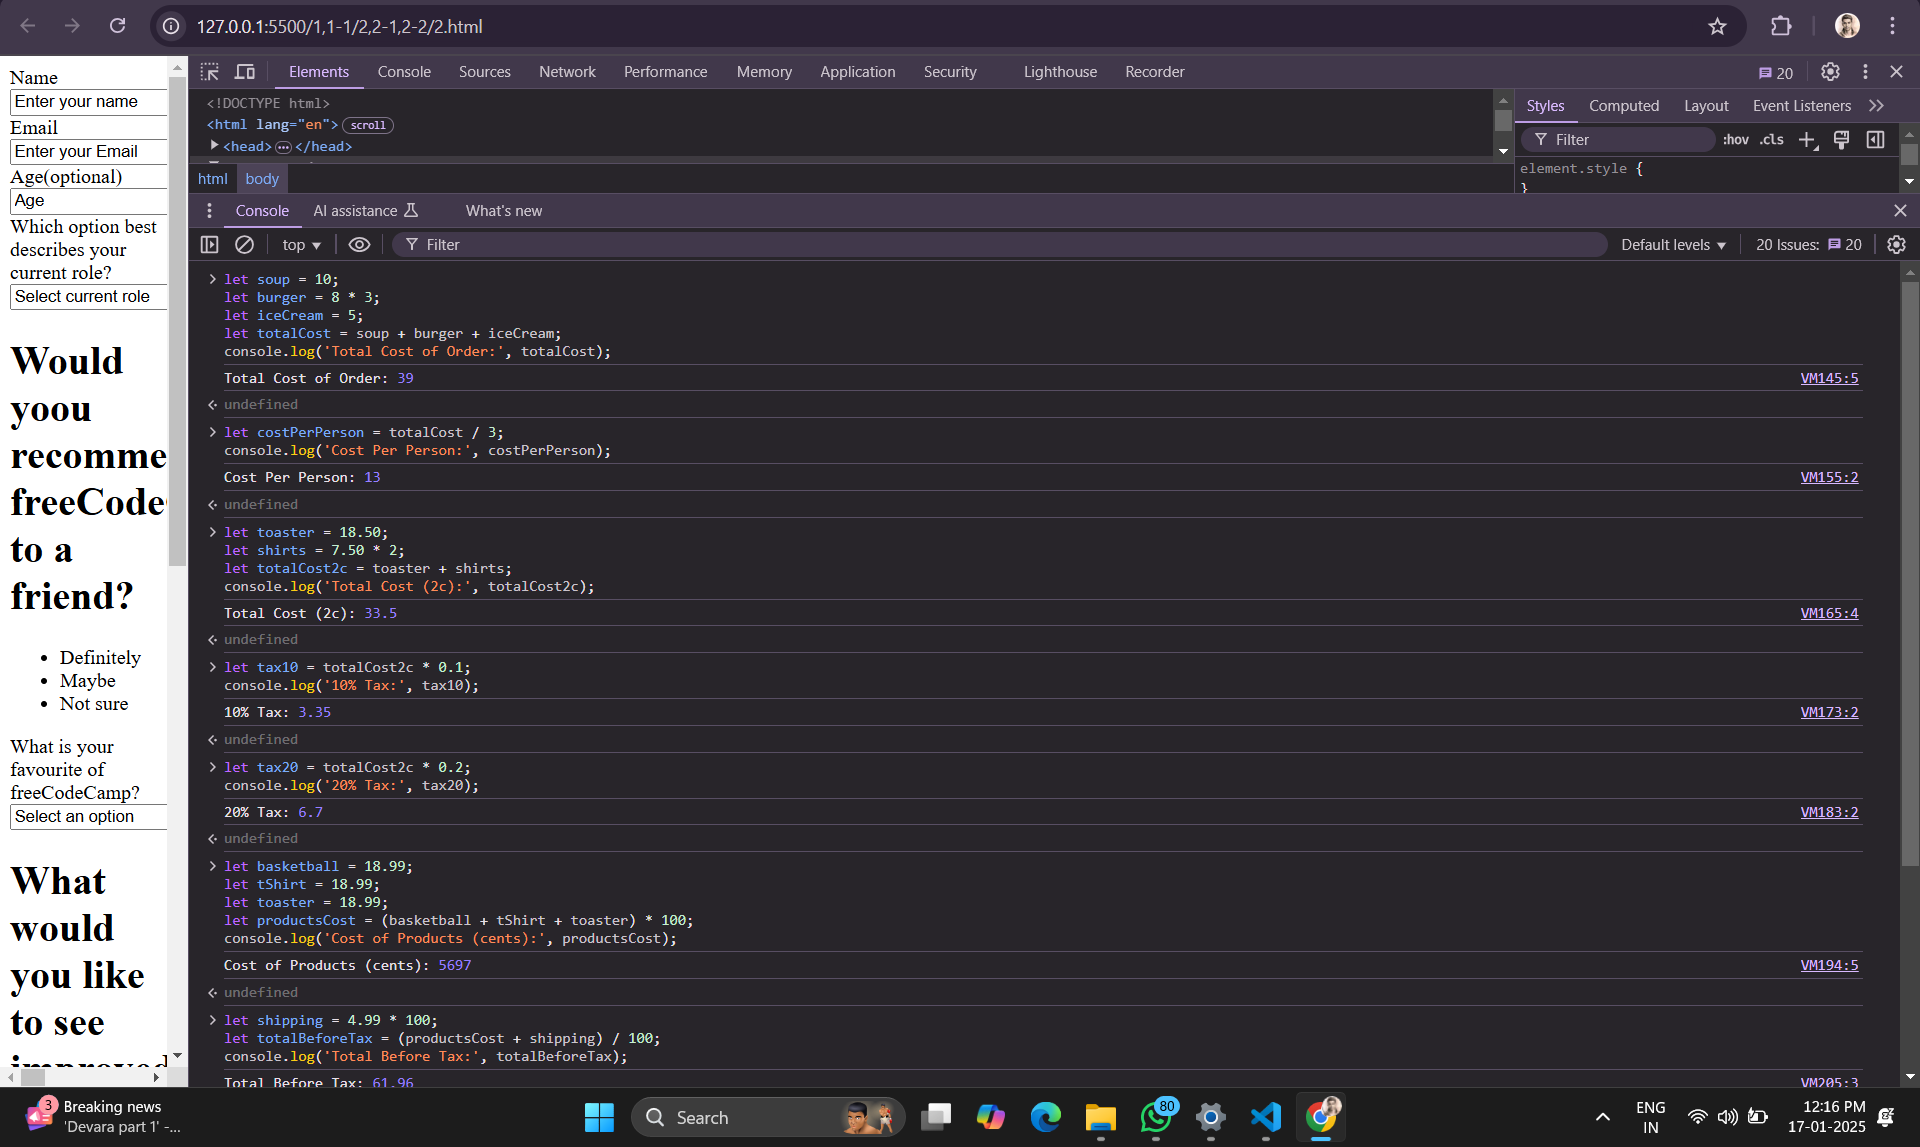 127.0.0.1:5500/1,1-1/2,2-1,2-2/2.html
Name
Enter your name
Email
Enter your Email
Age(optional)
Age
Which option best
describes your
current role?
Select current role
Would
yoou
recomme
freeCode
to a
friend?
Definitely
Maybe
Not sure
What is your
favourite of
freeCodeCamp?
Select an option
What
would
you like
to see
improved
Elements Console Sources Network Performance Memory Application Security Lighthouse Recorder 20
<!DOCTYPE html>
<html lang="en"> scroll
<head> ... </head>
html body
Styles Computed Layout Event Listeners
Filter :hov .cls
element.style {
}
Console AI assistance What's new
top Filter Default levels 20 Issues: 20
let soup = 10;
let burger = 8 * 3;
let iceCream = 5;
let totalCost = soup + burger + iceCream;
console.log('Total Cost of Order:', totalCost);
Total Cost of Order: 39 VM145:5
undefined
let costPerPerson = totalCost / 3;
console.log('Cost Per Person:', costPerPerson);
Cost Per Person: 13 VM155:2
undefined
let toaster = 18.50;
let shirts = 7.50 * 2;
let totalCost2c = toaster + shirts;
console.log('Total Cost (2c):', totalCost2c);
Total Cost (2c): 33.5 VM165:4
undefined
let tax10 = totalCost2c * 0.1;
console.log('10% Tax:', tax10);
10% Tax: 3.35 VM173:2
undefined
let tax20 = totalCost2c * 0.2;
console.log('20% Tax:', tax20);
20% Tax: 6.7 VM183:2
undefined
let basketball = 18.99;
let tShirt = 18.99;
let toaster = 18.99;
let productsCost = (basketball + tShirt + toaster) * 100;
console.log('Cost of Products (cents):', productsCost);
Cost of Products (cents): 5697 VM194:5
undefined
let shipping = 4.99 * 100;
let totalBeforeTax = (productsCost + shipping) / 100;
console.log('Total Before Tax:', totalBeforeTax);
Total Before Tax: 61.96 VM205:3
3 Breaking news
'Devara part 1' -...
Search
80
ENG
IN
12:16 PM
17-01-2025